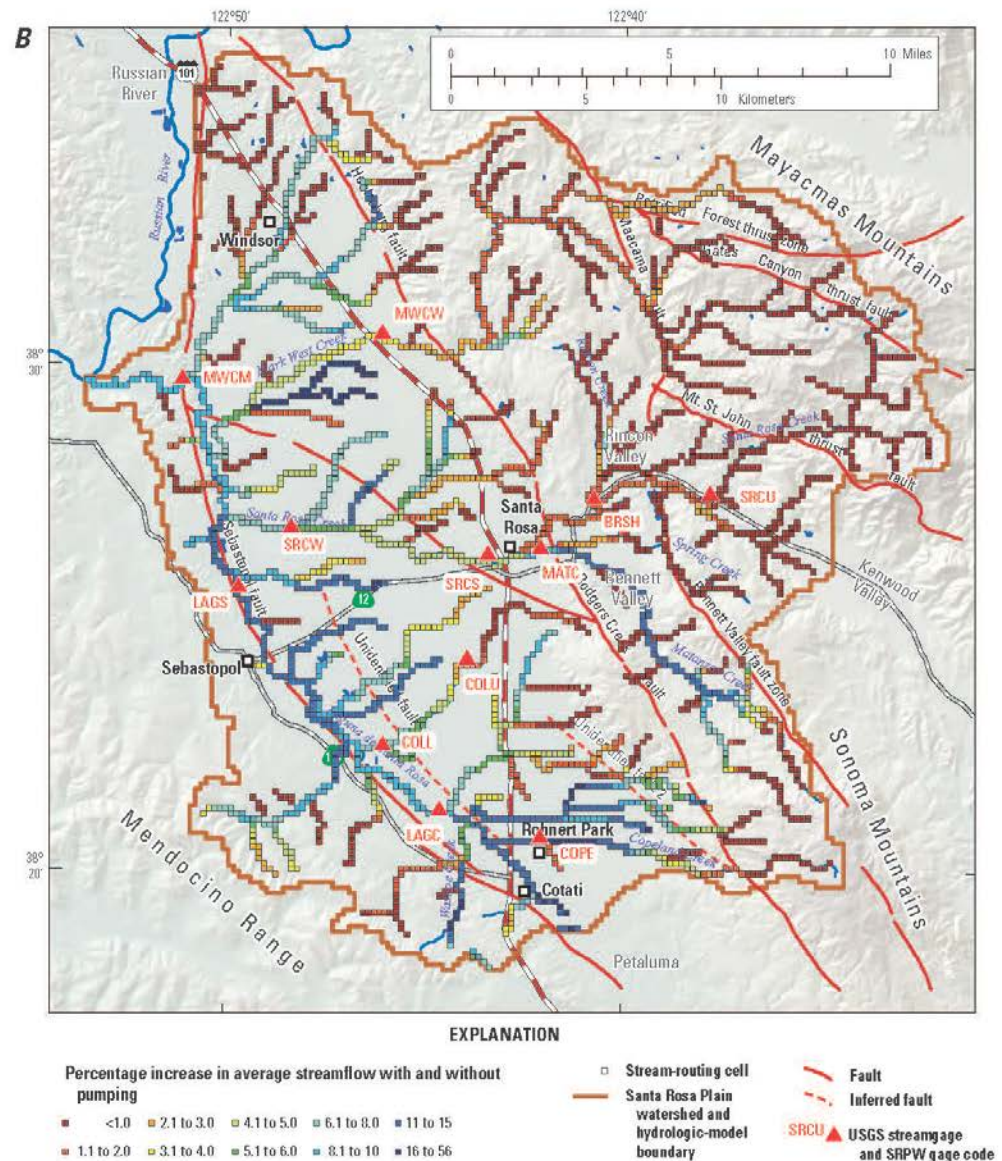 B
122°50'
122°40'
0 5 10 Miles
0 5 10 Kilometers
Russian
River
101
Russian River
Mayacmas Mountains
Forest thrust zone
Maacama
Gates Canyon thrust fault
fault
Windsor
MWCW
38°
30'
Mark West Creek
MWCM
Mt. St. John thrust fault
Santa Rosa Creek
Rincon
Valley
Santa Rosa Creek
Santa
Rosa
SRCU
BRSH
SRCW
SRCS
MATC
Spring Creek
Kenwood
Valley
Bennett
Valley
Sebastopol fault
LAGS
12
Rodgers Creek fault
Bennett Valley fault zone
Sebastopol
COLU
Matanzas Creek
COLL
Sonoma Mountains
LAGC
Rohnert Park
COPE
Copeland Creek
38°
20'
Cotati
Mendocino Range
Petaluma
EXPLANATION
Percentage increase in average streamflow with and without
pumping
<1.0 2.1 to 3.0 4.1 to 5.0 6.1 to 8.0 11 to 15
1.1 to 2.0 3.1 to 4.0 5.1 to 6.0 8.1 to 10 16 to 56
Stream-routing cell
Santa Rosa Plain
watershed and
hydrologic-model
boundary
Fault
Inferred fault
SRCU USGS streamgage
and SRPW gage code